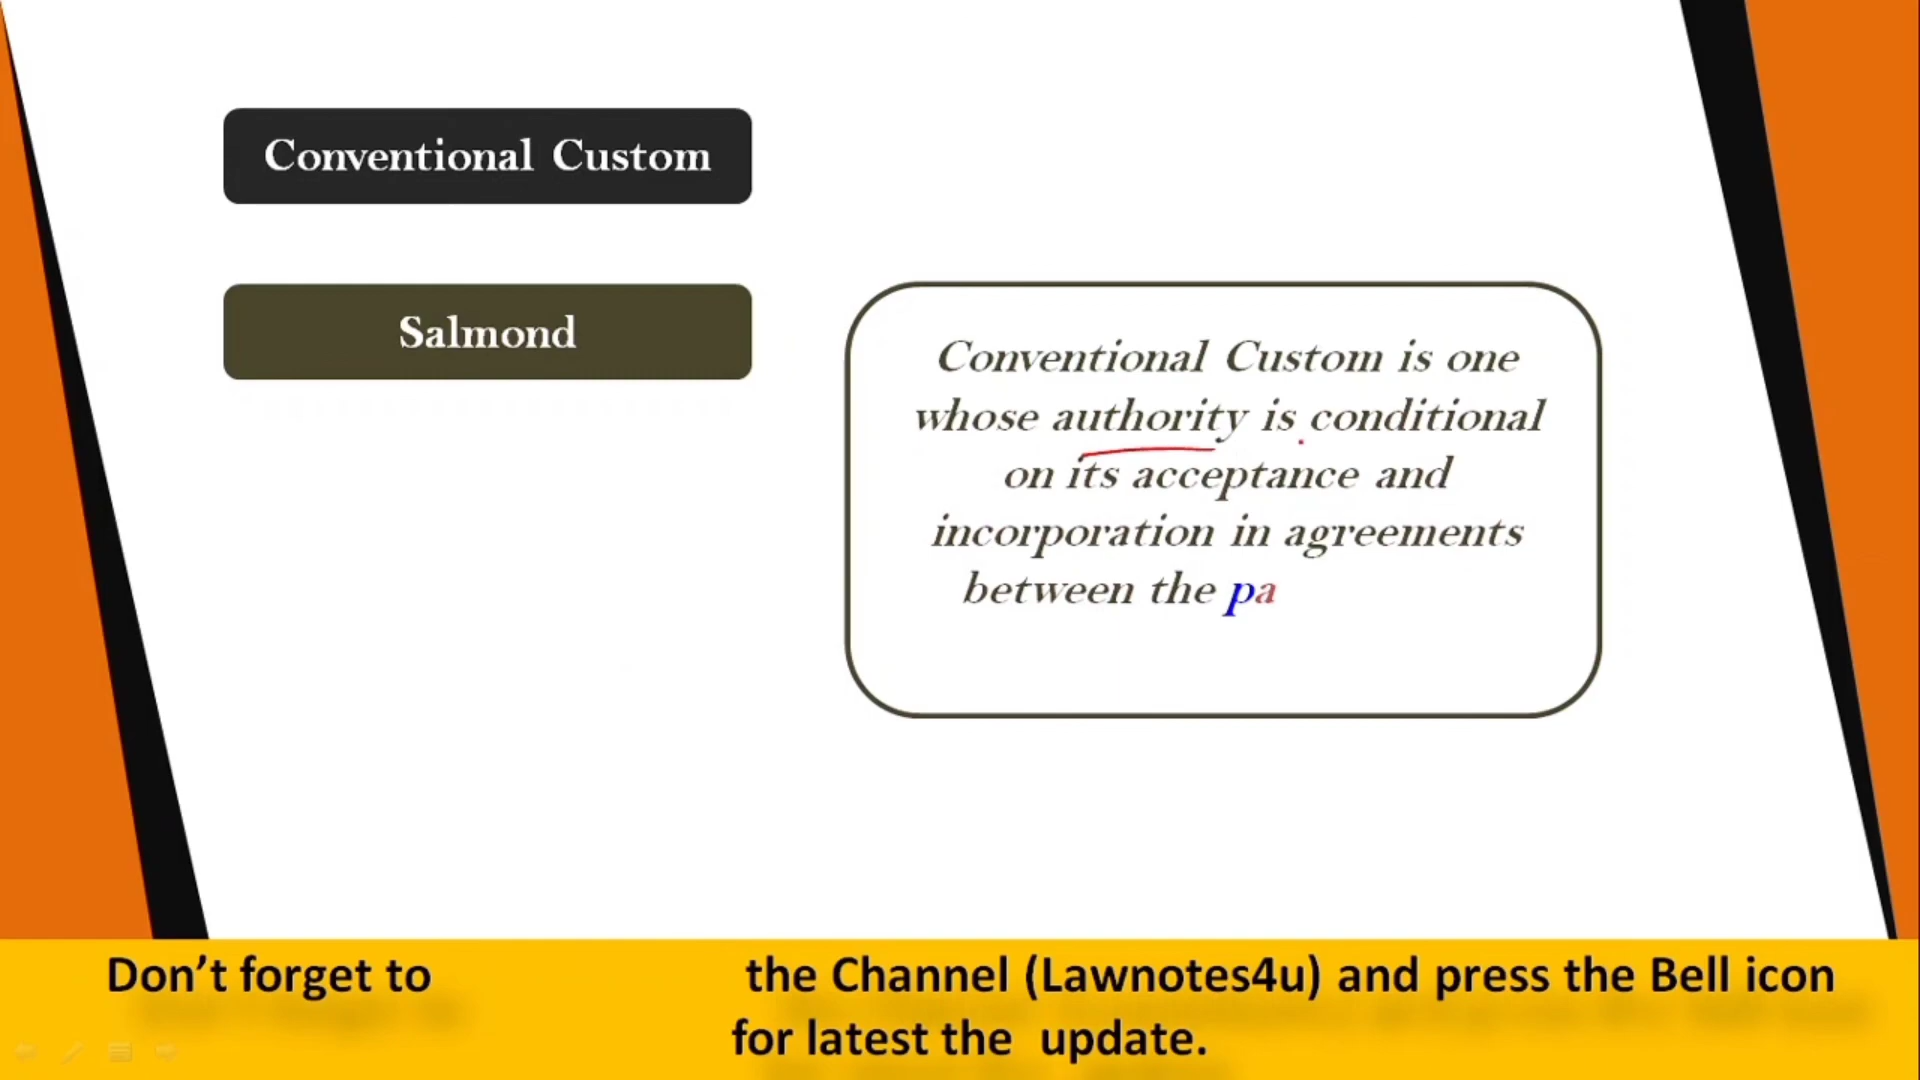 Conventional Custom
Salmond
Conventional Custom is one
whose authority is conditional
on its acceptance and
incorporation in agreements
between the pa
Don't forget to the Channel (Lawnotes4u) and press the Bell icon
for latest the update.